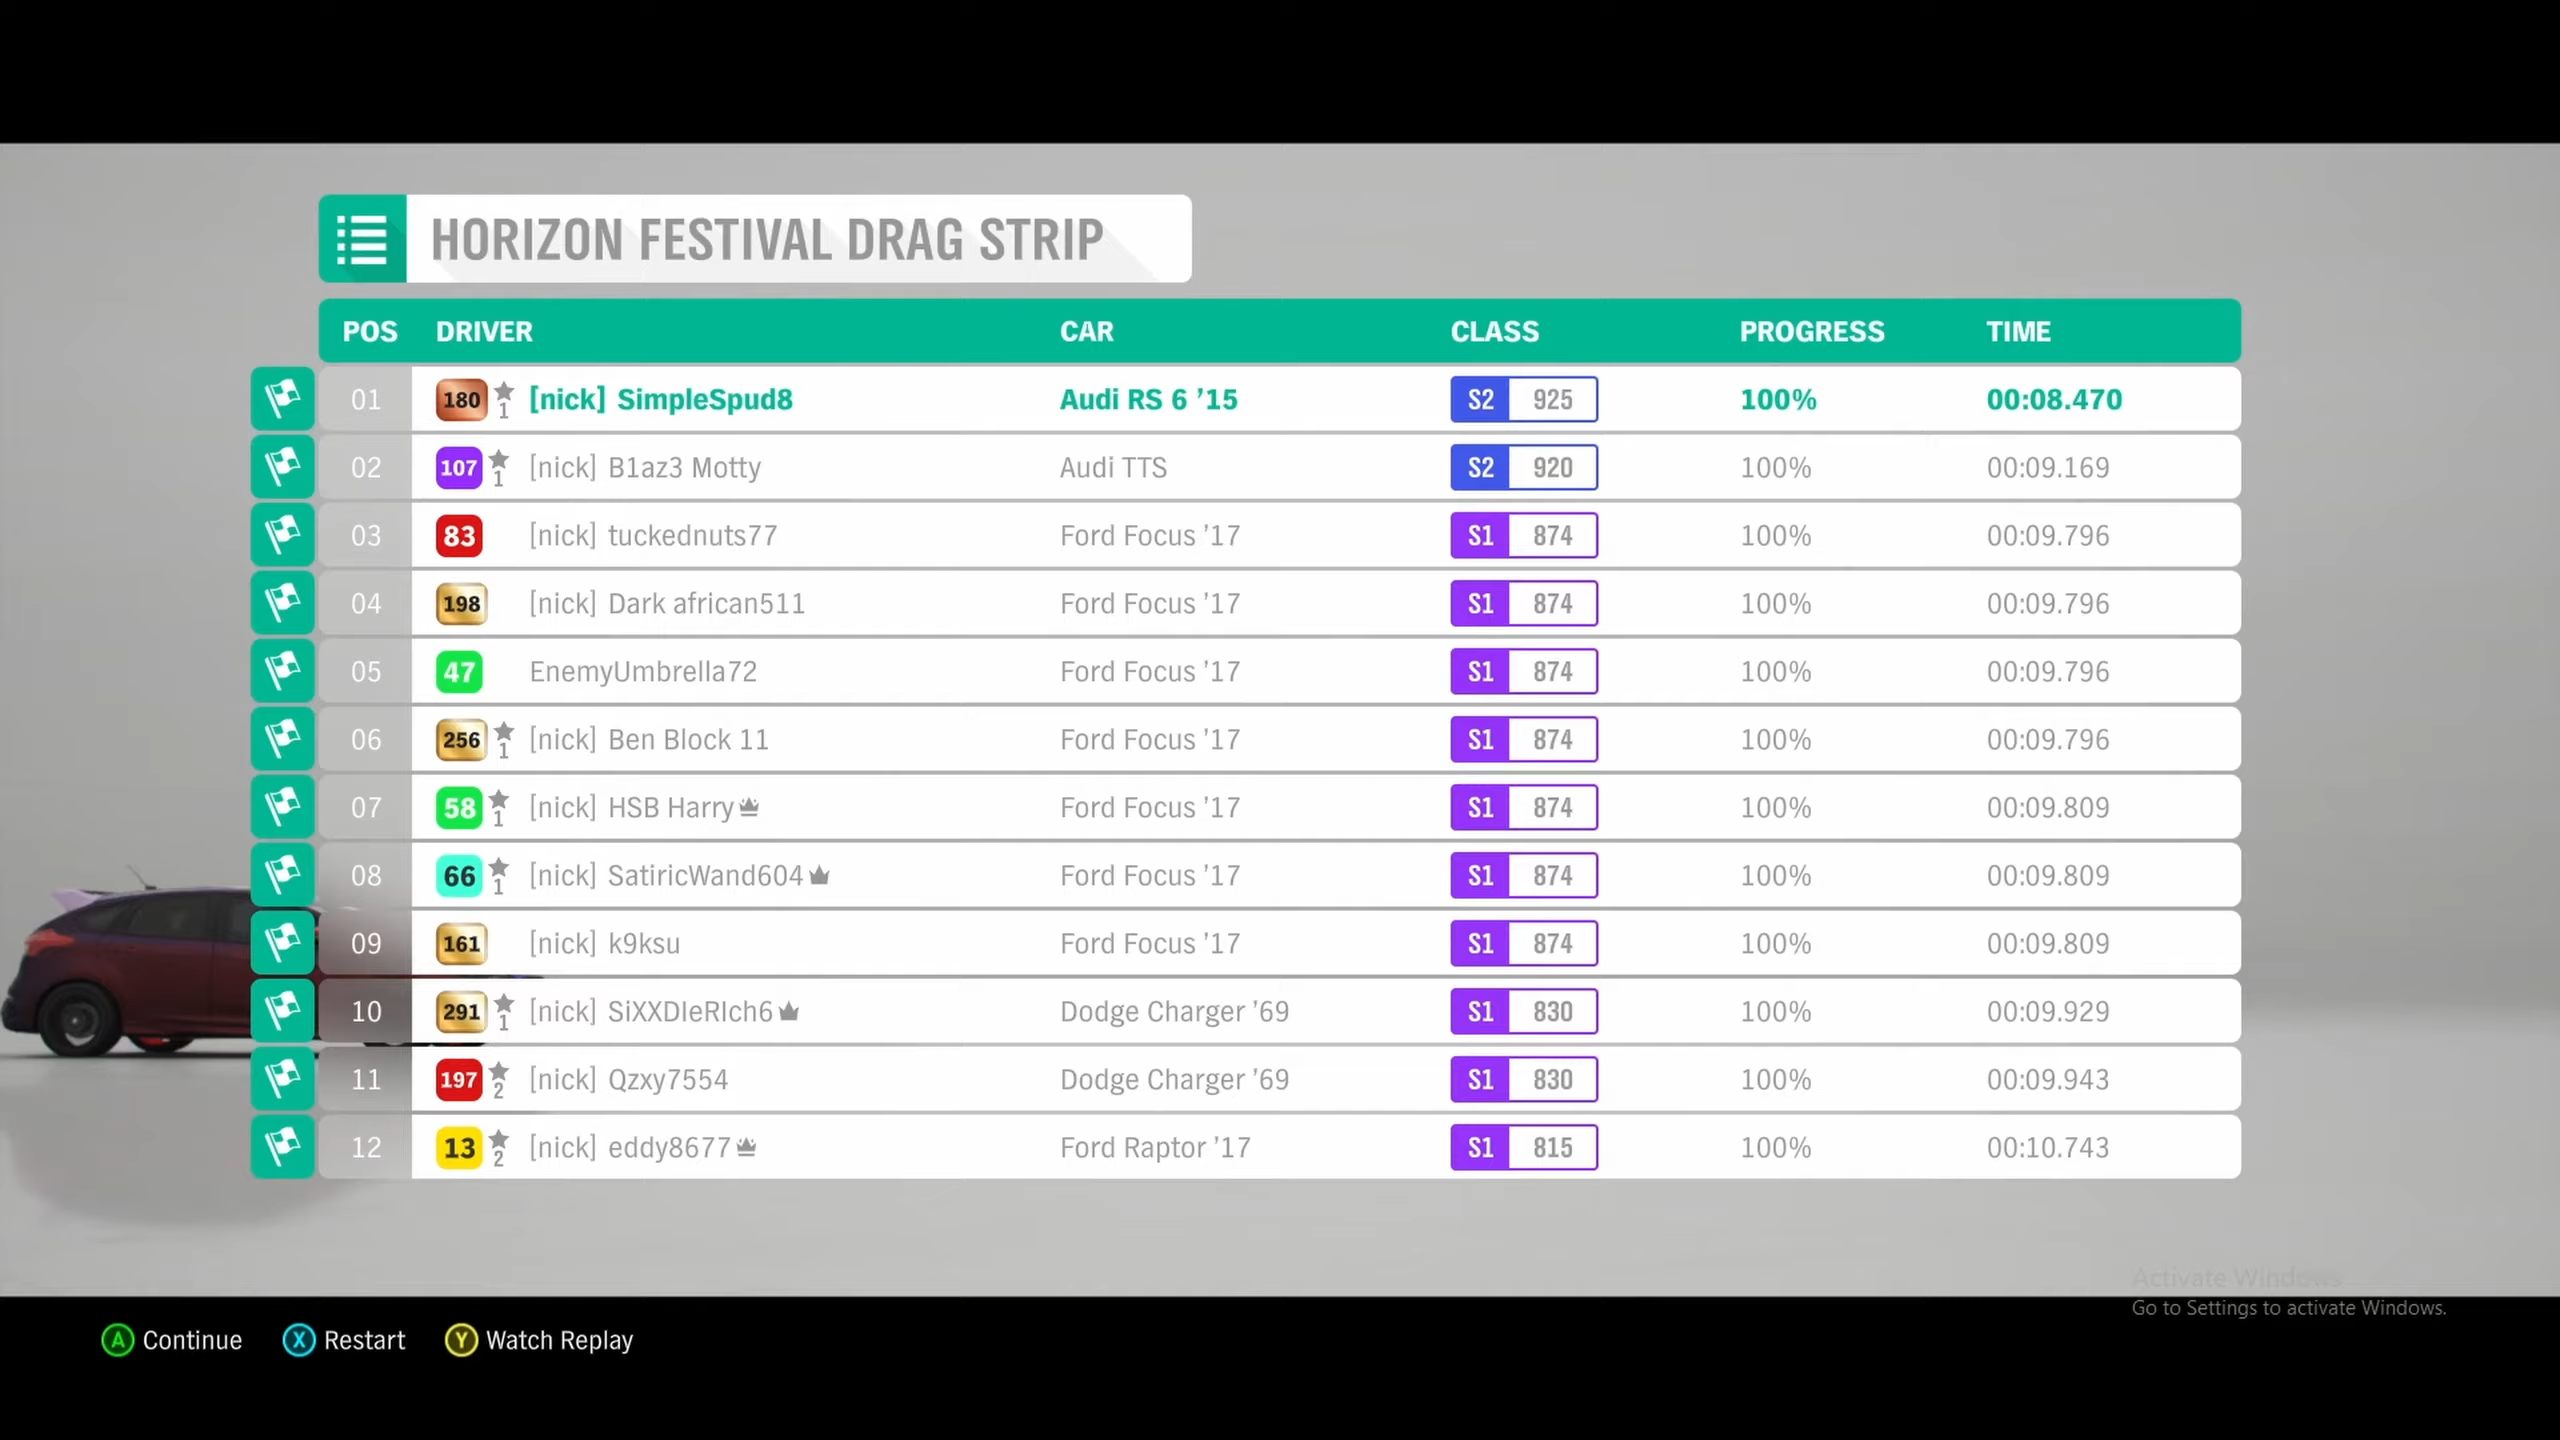 HORIZON FESTIVAL DRAG STRIP
POS DRIVER CAR CLASS PROGRESS TIME
01 180 1 [nick] SimpleSpud8 Audi RS 6 ’15 S2 925 100% 00:08.470
02 107 1 [nick] B1az3 Motty Audi TTS S2 920 100% 00:09.169
03 83 [nick] tuckednuts77 Ford Focus ’17 S1 874 100% 00:09.796
04 198 [nick] Dark african511 Ford Focus ’17 S1 874 100% 00:09.796
05 47 EnemyUmbrella72 Ford Focus ’17 S1 874 100% 00:09.796
06 256 1 [nick] Ben Block 11 Ford Focus ’17 S1 874 100% 00:09.796
07 58 1 [nick] HSB Harry Ford Focus ’17 S1 874 100% 00:09.809
08 66 1 [nick] SatiricWand604 Ford Focus ’17 S1 874 100% 00:09.809
09 161 [nick] k9ksu Ford Focus ’17 S1 874 100% 00:09.809
10 291 1 [nick] SiXXDIeRIch6 Dodge Charger ’69 S1 830 100% 00:09.929
11 197 2 [nick] Qzxy7554 Dodge Charger ’69 S1 830 100% 00:09.943
12 13 2 [nick] eddy8677 Ford Raptor ’17 S1 815 100% 00:10.743
Activate Windows
Go to Settings to activate Windows.
A Continue X Restart Y Watch Replay